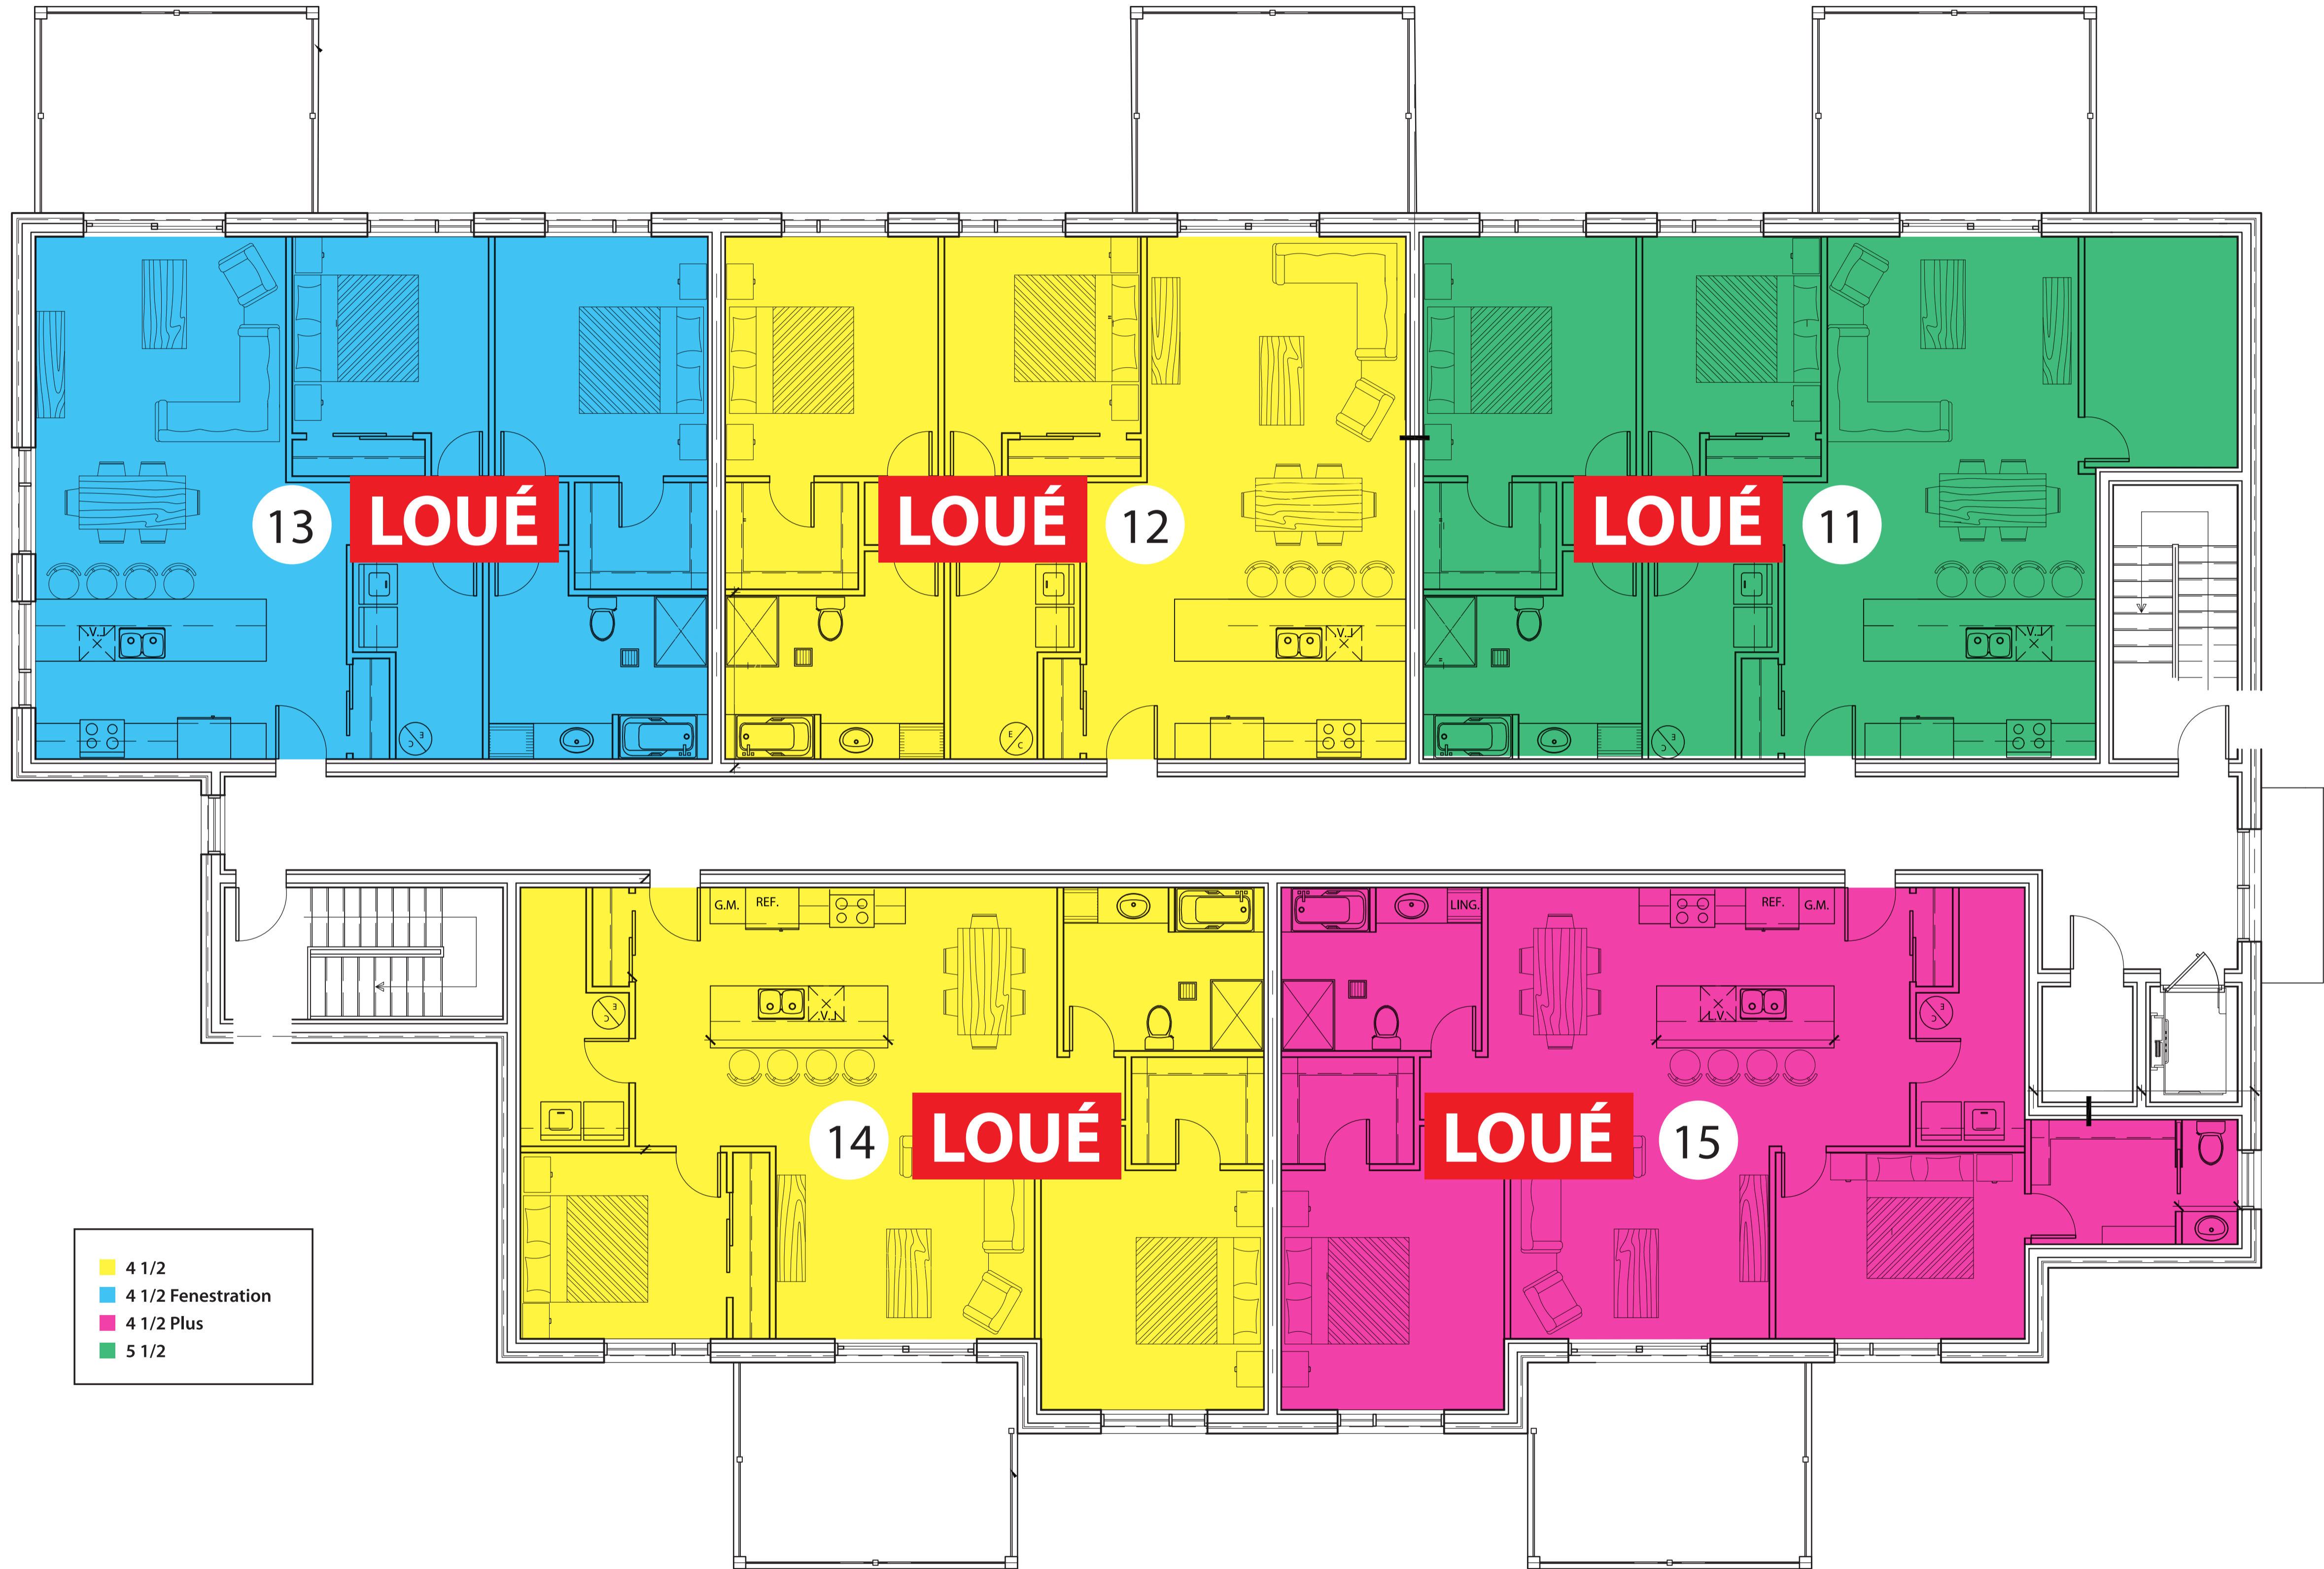 13
LOUÉ
LOUÉ
12
LOUÉ
11
L.V.
L.V.
L.V.
E
C
E
C
E
C
G.M.
REF.
LING.
REF.
G.M.
E
C
L.V.
L.V.
E
C
14
LOUÉ
LOUÉ
15
4 1/2
4 1/2 Fenestration
4 1/2 Plus
5 1/2